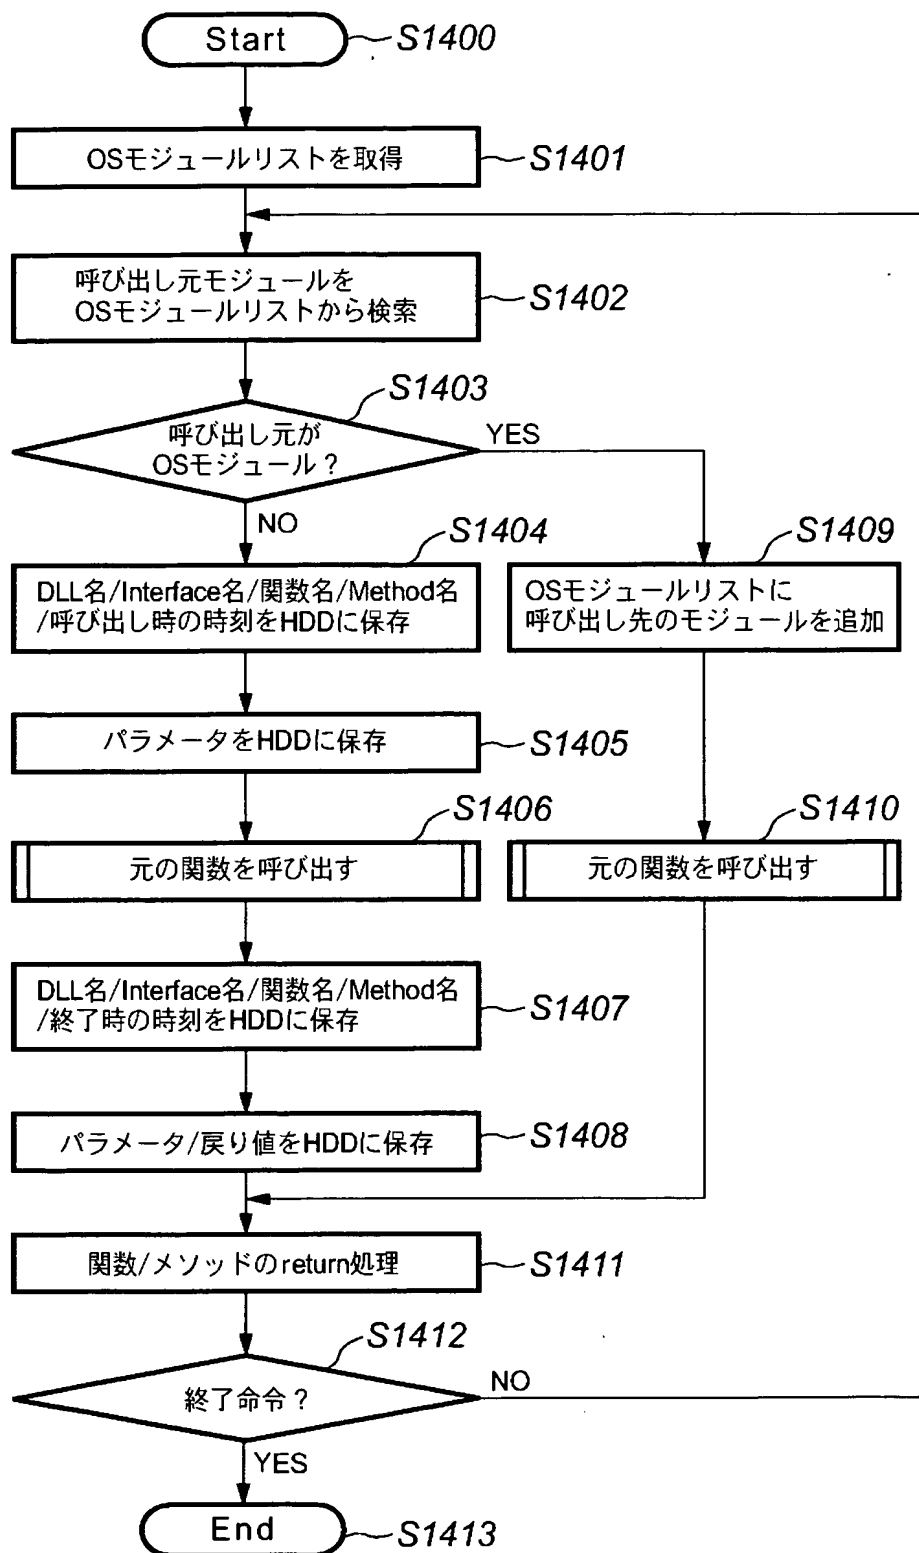 Start
S1400
OSモジュールリストを取得
S1401
呼び出し元モジュールを
OSモジュールリストから検索
S1402
S1403
呼び出し元が
OSモジュール？
YES
NO
S1404
DLL名/Interface名/関数名/Method名
/呼び出し時の時刻をHDDに保存
S1409
OSモジュールリストに
呼び出し先のモジュールを追加
パラメータをHDDに保存
S1405
S1406
元の関数を呼び出す
S1410
元の関数を呼び出す
DLL名/Interface名/関数名/Method名
/終了時の時刻をHDDに保存
S1407
パラメータ/戻り値をHDDに保存
S1408
関数/メソッドのreturn処理
S1411
S1412
終了命令？
NO
YES
End
S1413